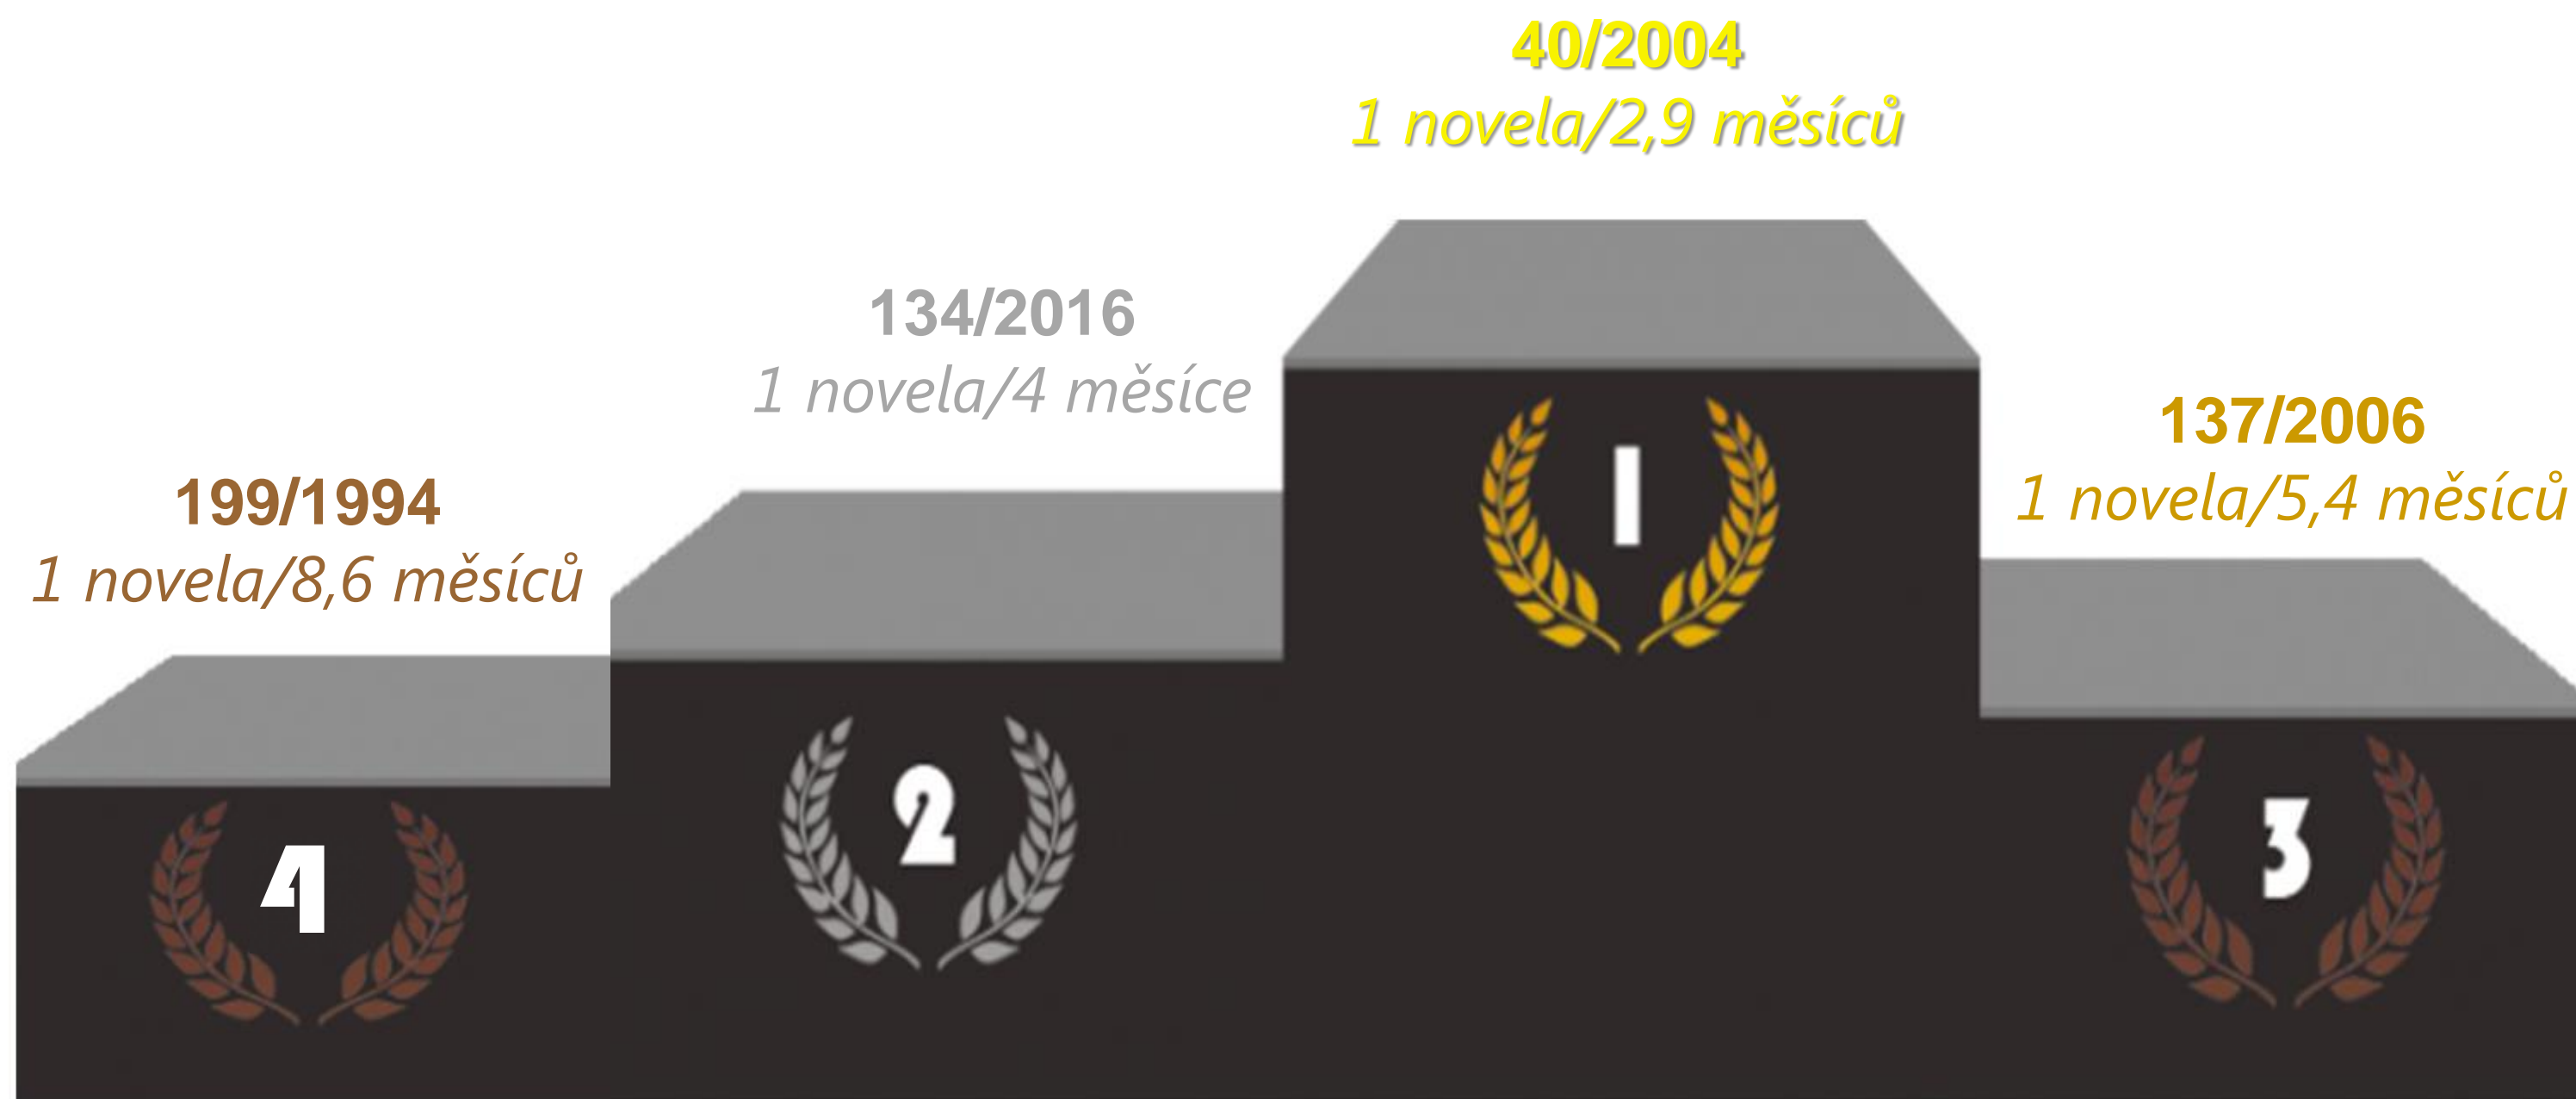 40/2004
1 novela/2,9 měsíců
134/2016
1 novela/4 měsíce
137/2006
1 novela/5,4 měsíců
199/1994
1 novela/8,6 měsíců
1
2
3
4